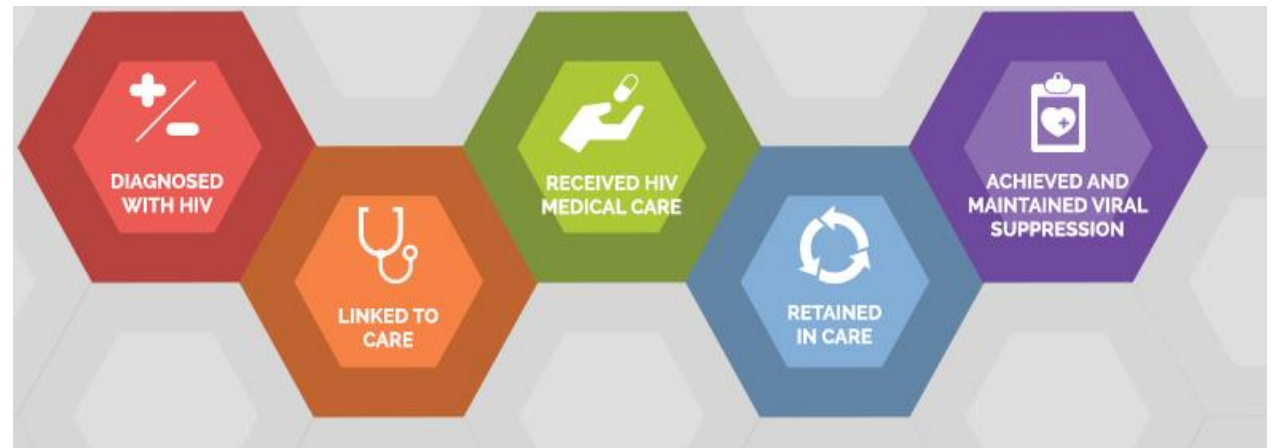 DIAGNOSED
WITH HIV
LINKED TO
CARE
RECEIVED HIV
MEDICAL CARE
RETAINED
IN CARE
ACHIEVED AND
MAINTAINED VIRAL
SUPPRESSION